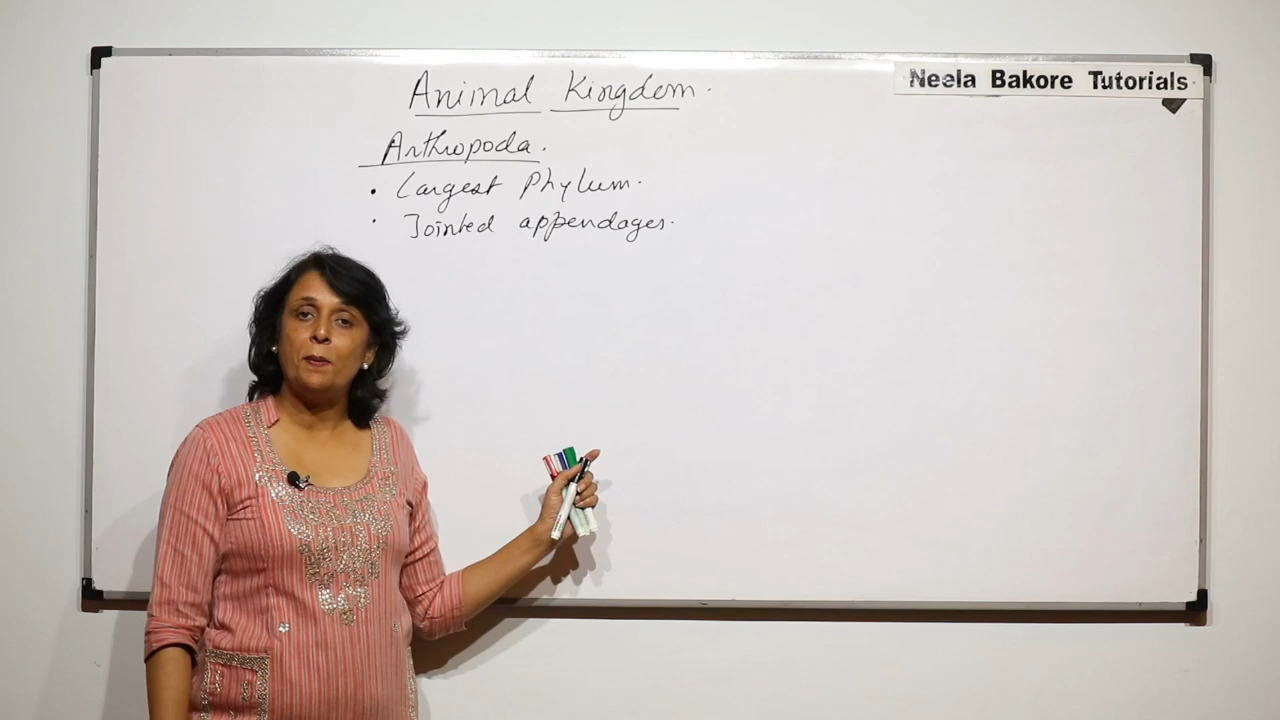 Neela Bakore Tutorials
Animal Kingdom.
Arthropoda.
• Largest Phylum.
• Jointed appendages.